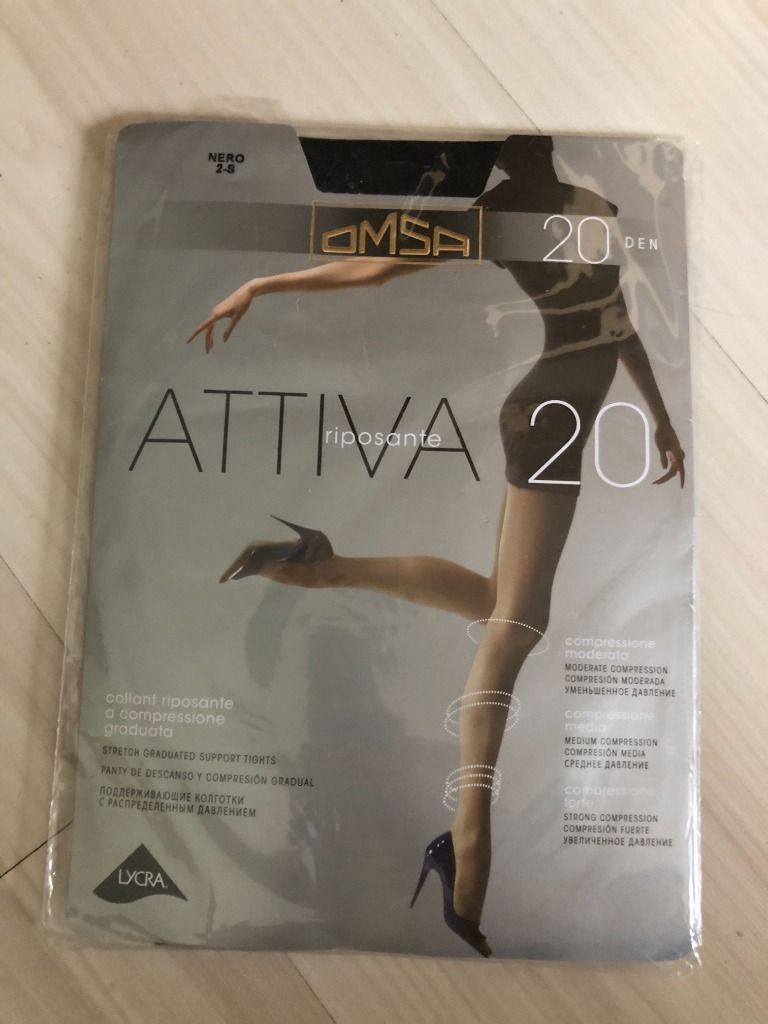 NERO
2-S
OMSA
20 DEN
ATTIVA 20
riposante
compressione
moderata
MODERATE COMPRESSION
COMPRESIÓN MODERADA
УМЕНЬШЕННОЕ ДАВЛЕНИЕ
compressione
media
MEDIUM COMPRESSION
COMPRESIÓN MEDIA
СРЕДНЕЕ ДАВЛЕНИЕ
compressione
forte
STRONG COMPRESSION
COMPRESIÓN FUERTE
УВЕЛИЧЕННОЕ ДАВЛЕНИЕ
collant riposante
a compressione
graduata
STRETCH GRADUATED SUPPORT TIGHTS
PANTY DE DESCANSO Y COMPRESIÓN GRADUAL
ПОДДЕРЖИВАЮЩИЕ КОЛГОТКИ
С РАСПРЕДЕЛЕННЫМ ДАВЛЕНИЕМ
LYCRA®